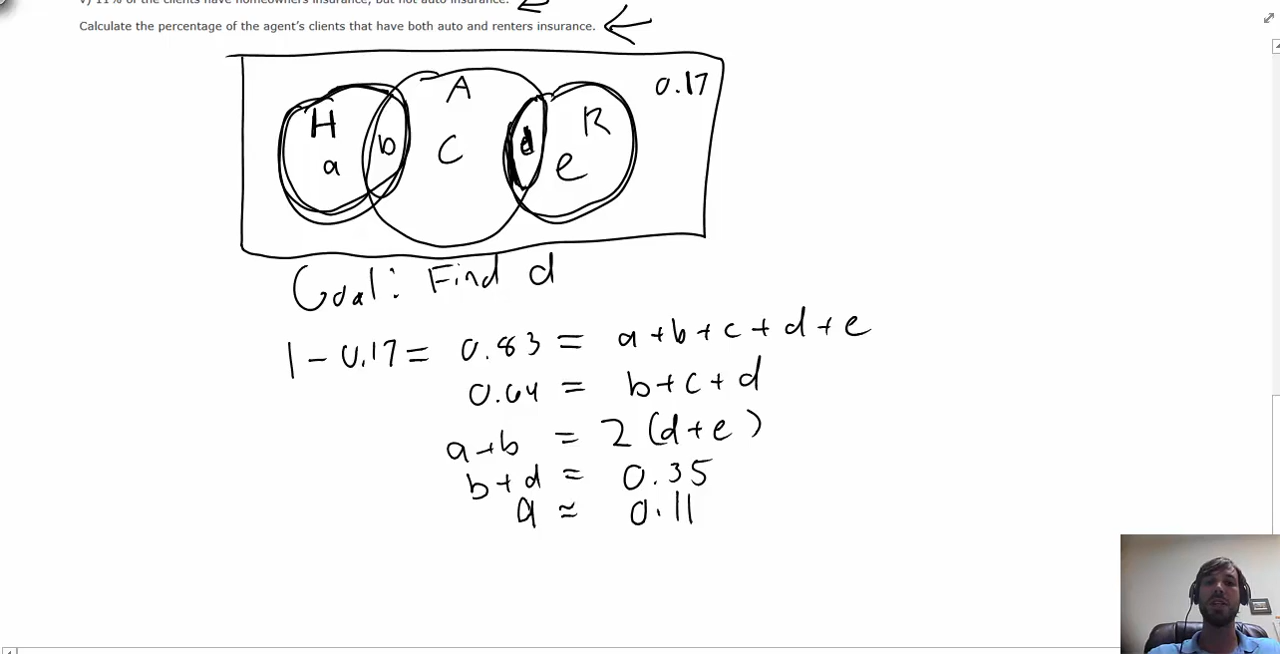 Calculate the percentage of the agent's clients that have both auto and renters insurance.
H A R 0.17
a b C d e
Goal: Find d
1 - 0.17 = 0.83 = a + b + c + d + e
0.64 = b + c + d
a + b = 2 (d + e)
b + d = 0.35
a = 0.11